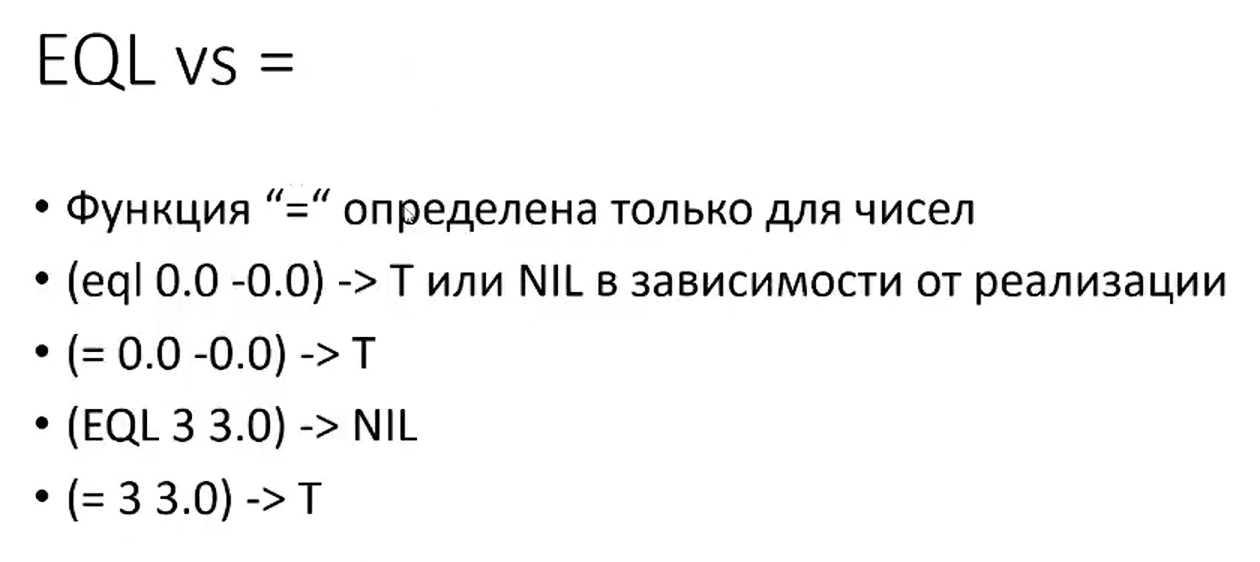 EQL vs =
• Функция “=“ определена только для чисел
• (eql 0.0 -0.0) -> T или NIL в зависимости от реализации
• (= 0.0 -0.0) -> T
• (EQL 3 3.0) -> NIL
• (= 3 3.0) -> T